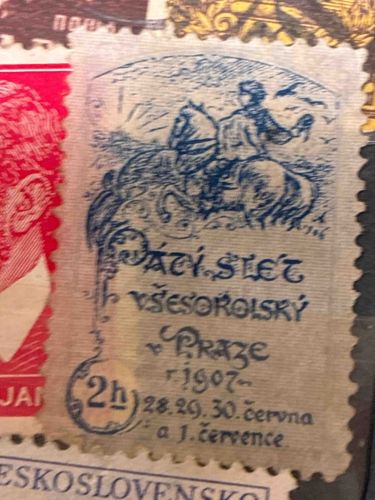 PÁTÝ SLET
VŠESOKOLSKÝ
V PRAZE
r 1907
2h
28. 29. 30. června
a 1. července.
JAN
ESKOSLOVENSKO